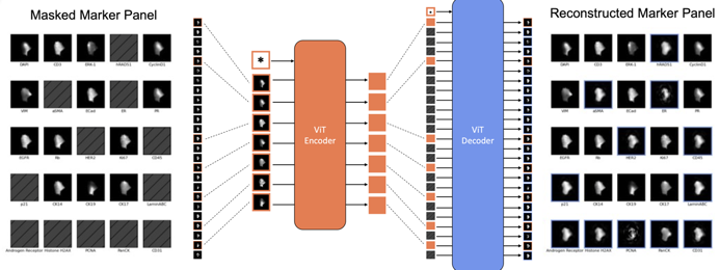 Masked Marker Panel
Reconstructed Marker Panel
DAPI CD3 ERK-1 hRAD51 CyclinD1
VIM aSMA ECad ER PR
EGFR Rb HER2 Ki67 CD45
p21 CK14 CK19 CK17 LaminABC
Androgen Receptor Histone H2AX PCNA PanCK CD31
*
ViT
Encoder
*
ViT
Decoder
DAPI CD3 ERK-1 hRAD51 CyclinD1
VIM aSMA ECad ER PR
EGFR Rb HER2 Ki67 CD45
p21 CK14 CK19 CK17 LaminABC
Androgen Receptor Histone H2AX PCNA PanCK CD31